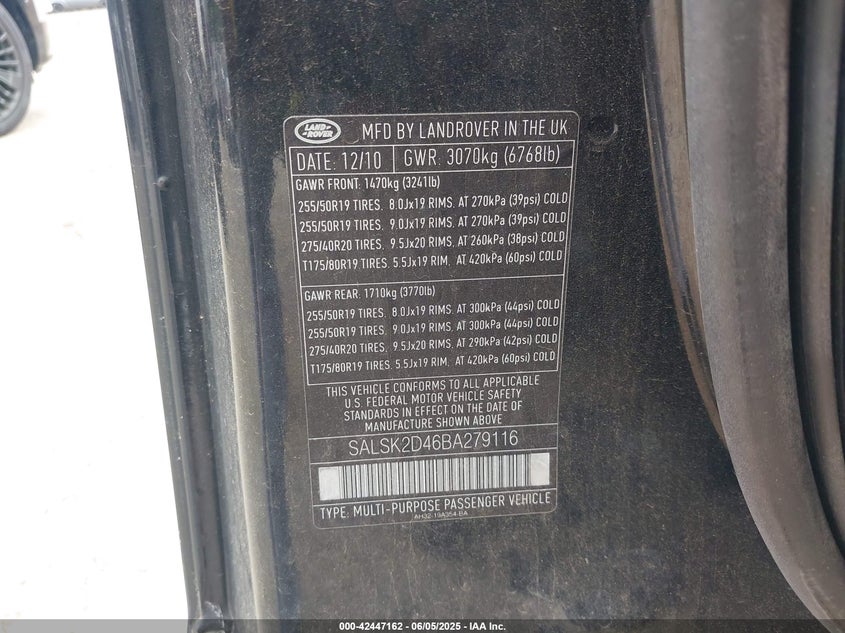 LAND ROVER
MFD BY LANDROVER IN THE UK
DATE: 12/10 GWR: 3070kg (6768lb)
GAWR FRONT: 1470kg (3241lb)
255/50R19 TIRES. 8.0Jx19 RIMS. AT 270kPa (39psi) COLD
255/50R19 TIRES. 9.0Jx19 RIMS. AT 270kPa (39psi) COLD
275/40R20 TIRES. 9.5Jx20 RIMS. AT 260kPa (38psi) COLD
T175/80R19 TIRES. 5.5Jx19 RIM. AT 420kPa (60psi) COLD
GAWR REAR: 1710kg (3770lb)
255/50R19 TIRES. 8.0Jx19 RIMS. AT 300kPa (44psi) COLD
255/50R19 TIRES. 9.0Jx19 RIMS. AT 300kPa (44psi) COLD
275/40R20 TIRES. 9.5Jx20 RIMS. AT 290kPa (42psi) COLD
T175/80R19 TIRES. 5.5Jx19 RIM. AT 420kPa (60psi) COLD
THIS VEHICLE CONFORMS TO ALL APPLICABLE
U.S. FEDERAL MOTOR VEHICLE SAFETY
STANDARDS IN EFFECT ON THE DATE OF
MANUFACTURE SHOWN ABOVE
SALSK2D46BA279116
TYPE: MULTI-PURPOSE PASSENGER VEHICLE
AH32-19A354-BA
000-42447162 - 06/05/2025 - IAA Inc.